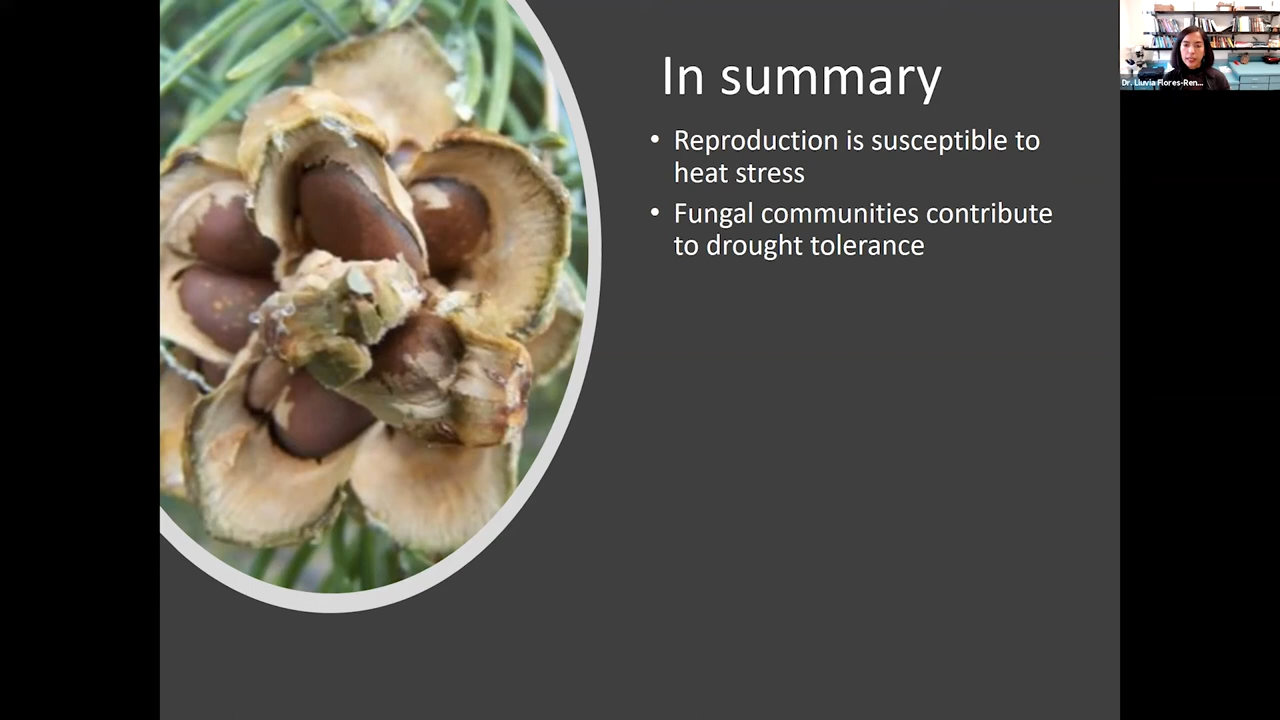 In summary
• Reproduction is susceptible to
heat stress
• Fungal communities contribute
to drought tolerance
Dr. Lluvia Flores-Ren...